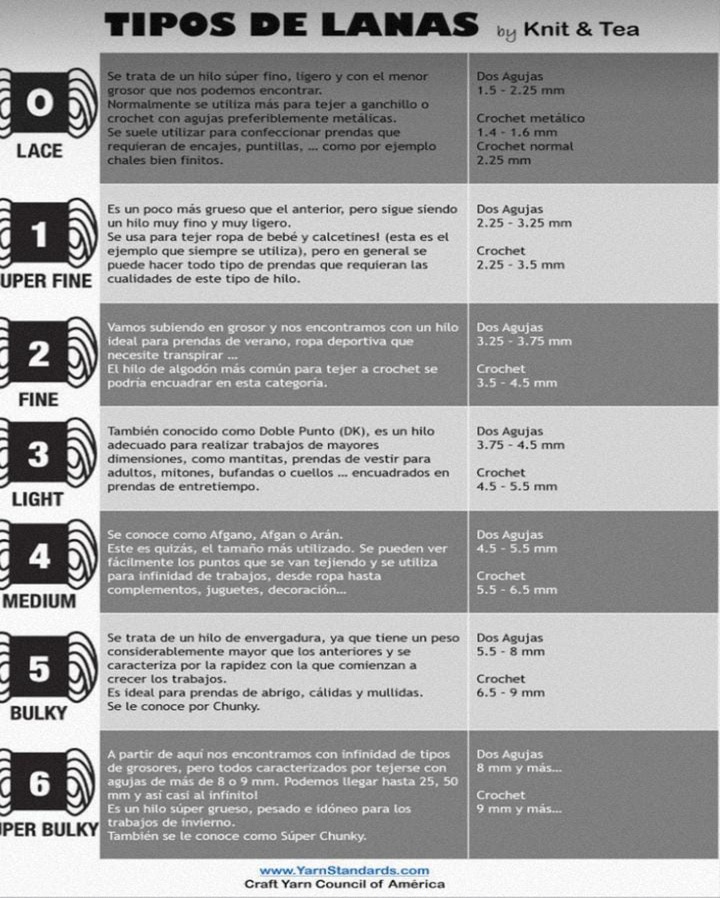 TIPOS DE LANAS by Knit & Tea
0
LACE
Se trata de un hilo súper fino, ligero y con el menor
grosor que nos podemos encontrar.
Normalmente se utiliza más para tejer a ganchillo o
crochet con agujas preferiblemente metálicas.
Se suele utilizar para confeccionar prendas que
requieran de encajes, puntillas, ... como por ejemplo
chales bien finitos.
Dos Agujas
1.5 - 2.25 mm
Crochet metálico
1.4 - 1.6 mm
Crochet normal
2.25 mm
1
UPER FINE
Es un poco más grueso que el anterior, pero sigue siendo
un hilo muy fino y muy ligero.
Se usa para tejer ropa de bebé y calcetines! (esta es el
ejemplo que siempre se utiliza), pero en general se
puede hacer todo tipo de prendas que requieran las
cualidades de este tipo de hilo.
Dos Agujas
2.25 - 3.25 mm
Crochet
2.25 - 3.5 mm
2
FINE
Vamos subiendo en grosor y nos encontramos con un hilo
ideal para prendas de verano, ropa deportiva que
necesite transpirar ...
El hilo de algodón más común para tejer a crochet se
podría encuadrar en esta categoría.
Dos Agujas
3.25 - 3.75 mm
Crochet
3.5 - 4.5 mm
3
LIGHT
También conocido como Doble Punto (DK), es un hilo
adecuado para realizar trabajos de mayores
dimensiones, como mantitas, prendas de vestir para
adultos, mitones, bufandas o cuellos ... encuadrados en
prendas de entretiempo.
Dos Agujas
3.75 - 4.5 mm
Crochet
4.5 - 5.5 mm
4
MEDIUM
Se conoce como Afgano, Afgan o Arán.
Este es quizás, el tamaño más utilizado. Se pueden ver
fácilmente los puntos que se van tejiendo y se utiliza
para infinidad de trabajos, desde ropa hasta
complementos, juguetes, decoración...
Dos Agujas
4.5 - 5.5 mm
Crochet
5.5 - 6.5 mm
5
BULKY
Se trata de un hilo de envergadura, ya que tiene un peso
considerablemente mayor que los anteriores y se
caracteriza por la rapidez con la que comienzan a
crecer los trabajos.
Es ideal para prendas de abrigo, cálidas y mullidas.
Se le conoce por Chunky.
Dos Agujas
5.5 - 8 mm
Crochet
6.5 - 9 mm
6
UPER BULKY
A partir de aquí nos encontramos con infinidad de tipos
de grosores, pero todos caracterizados por tejerse con
agujas de más de 8 o 9 mm. Podemos llegar hasta 25, 50
mm y así casi al infinito!
Es un hilo súper grueso, pesado e idóneo para los
trabajos de invierno.
También se le conoce como Súper Chunky.
Dos Agujas
8 mm y más...
Crochet
9 mm y más...
www.YarnStandards.com
Craft Yarn Council of América